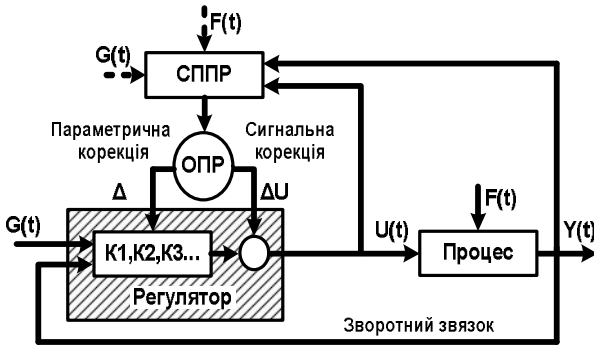 F(t)
G(t)
СППР
Параметрична
корекція
Сигнальна
корекція
ОПР
Δ
ΔU
G(t)
К1,К2,К3...
Регулятор
U(t)
F(t)
Процес
Y(t)
Зворотний звязок